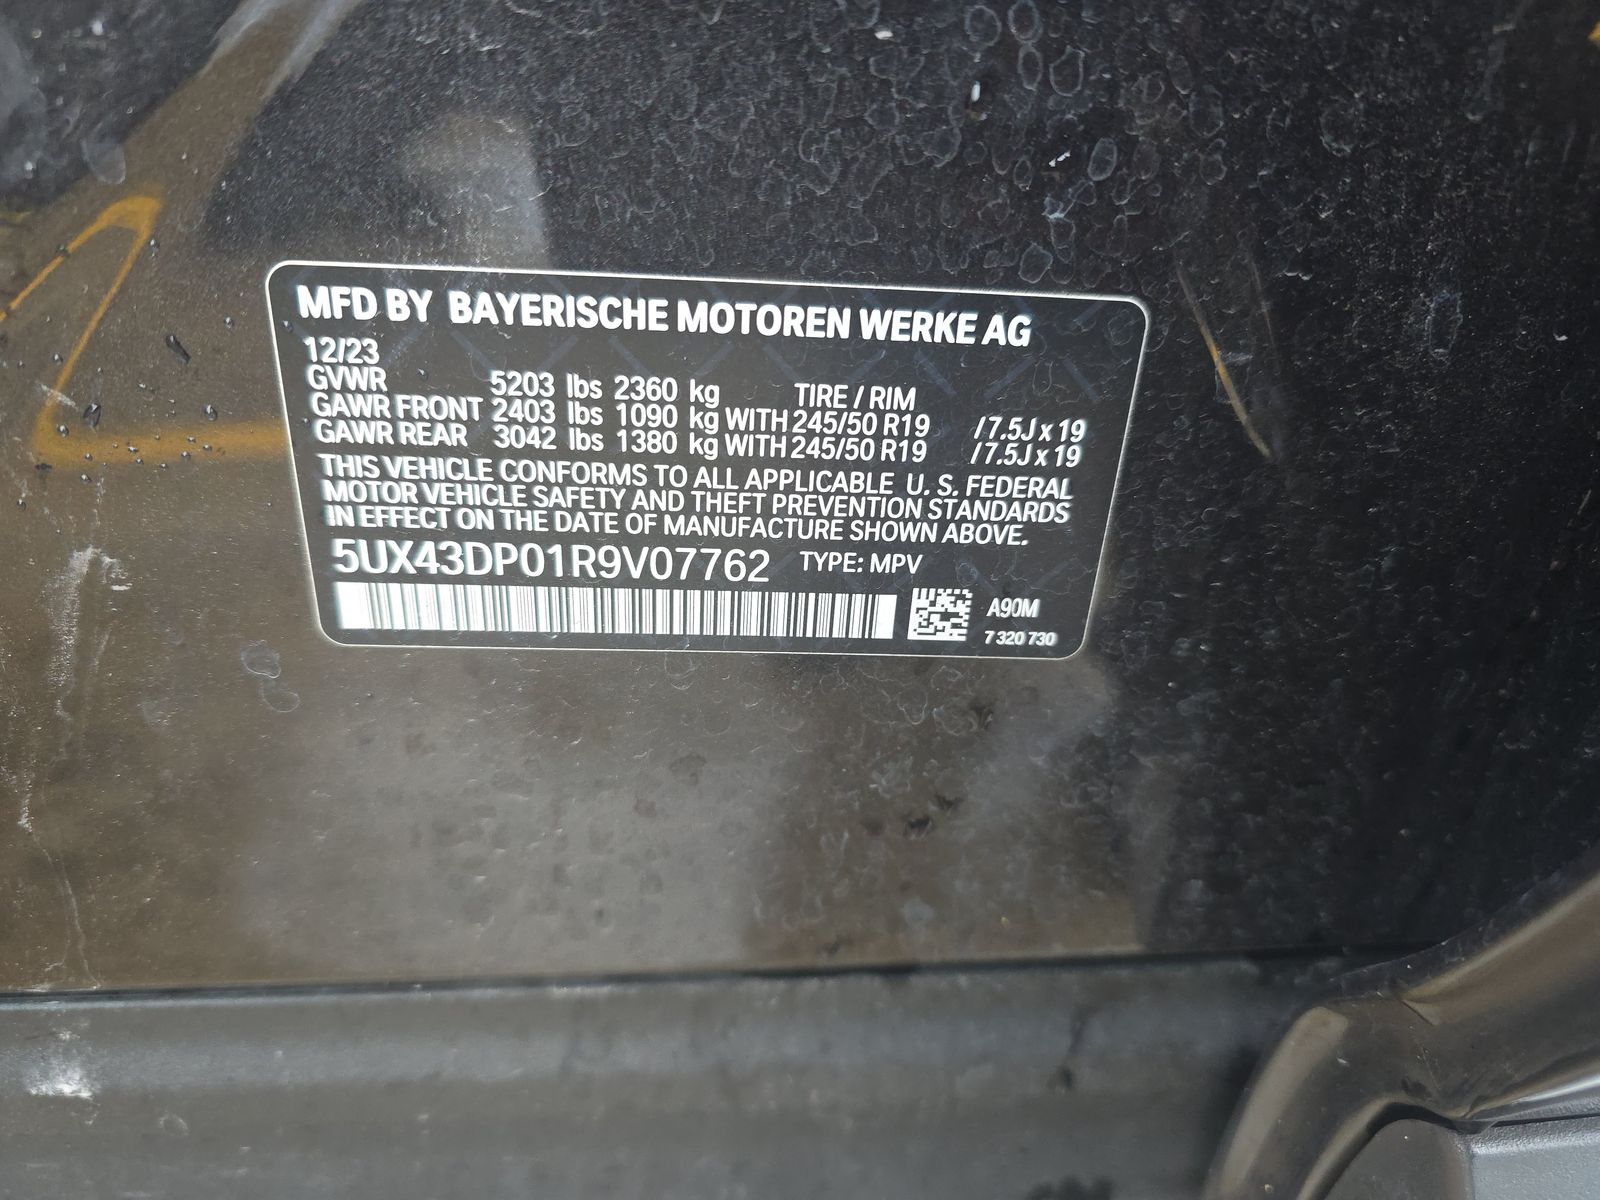 MFD BY BAYERISCHE MOTOREN WERKE AG
12/23
GVWR 5203 lbs 2360 kg TIRE / RIM
GAWR FRONT 2403 lbs 1090 kg WITH 245/50 R19 / 7.5J x 19
GAWR REAR 3042 lbs 1380 kg WITH 245/50 R19 / 7.5J x 19
THIS VEHICLE CONFORMS TO ALL APPLICABLE U. S. FEDERAL
MOTOR VEHICLE SAFETY AND THEFT PREVENTION STANDARDS
IN EFFECT ON THE DATE OF MANUFACTURE SHOWN ABOVE.
5UX43DP01R9V07762 TYPE: MPV
A90M
7 320 730